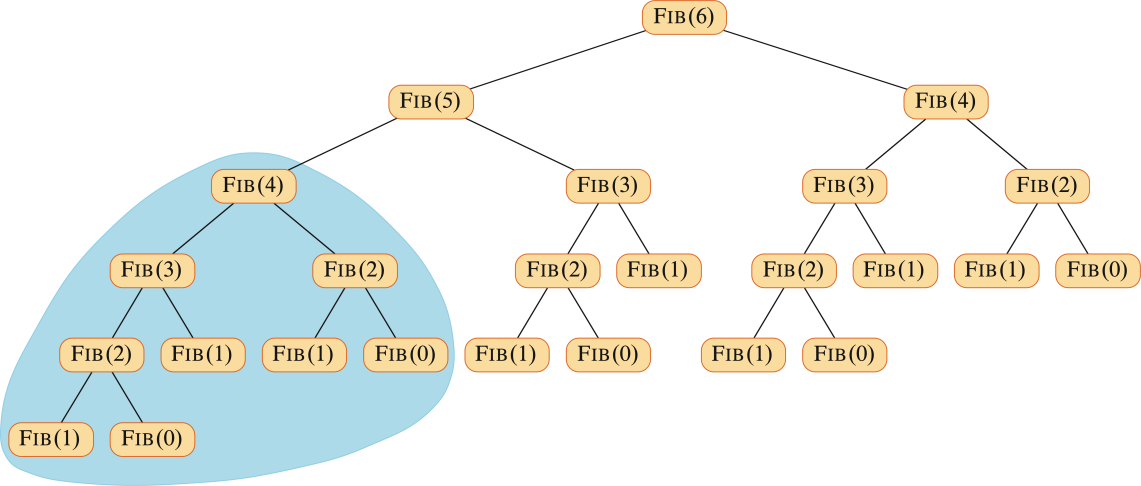 FIB(6)
FIB(5) FIB(4)
FIB(4) FIB(3) FIB(3) FIB(2)
FIB(3) FIB(2) FIB(2) FIB(1) FIB(2) FIB(1) FIB(1) FIB(0)
FIB(2) FIB(1) FIB(1) FIB(0) FIB(1) FIB(0) FIB(1) FIB(0)
FIB(1) FIB(0)